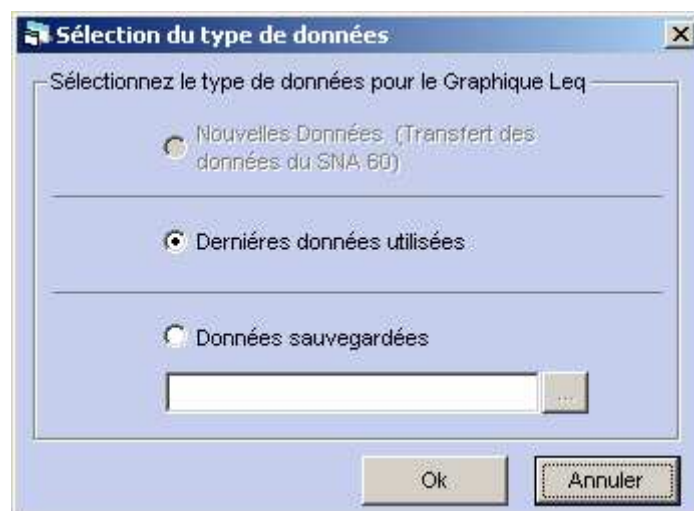 Sélection du type de données
Sélectionnez le type de données pour le Graphique Leq
Nouvelles Données (Transfert des
données du SNA 60)
Derniéres données utilisées
Données sauvegardées
...
Ok
Annuler